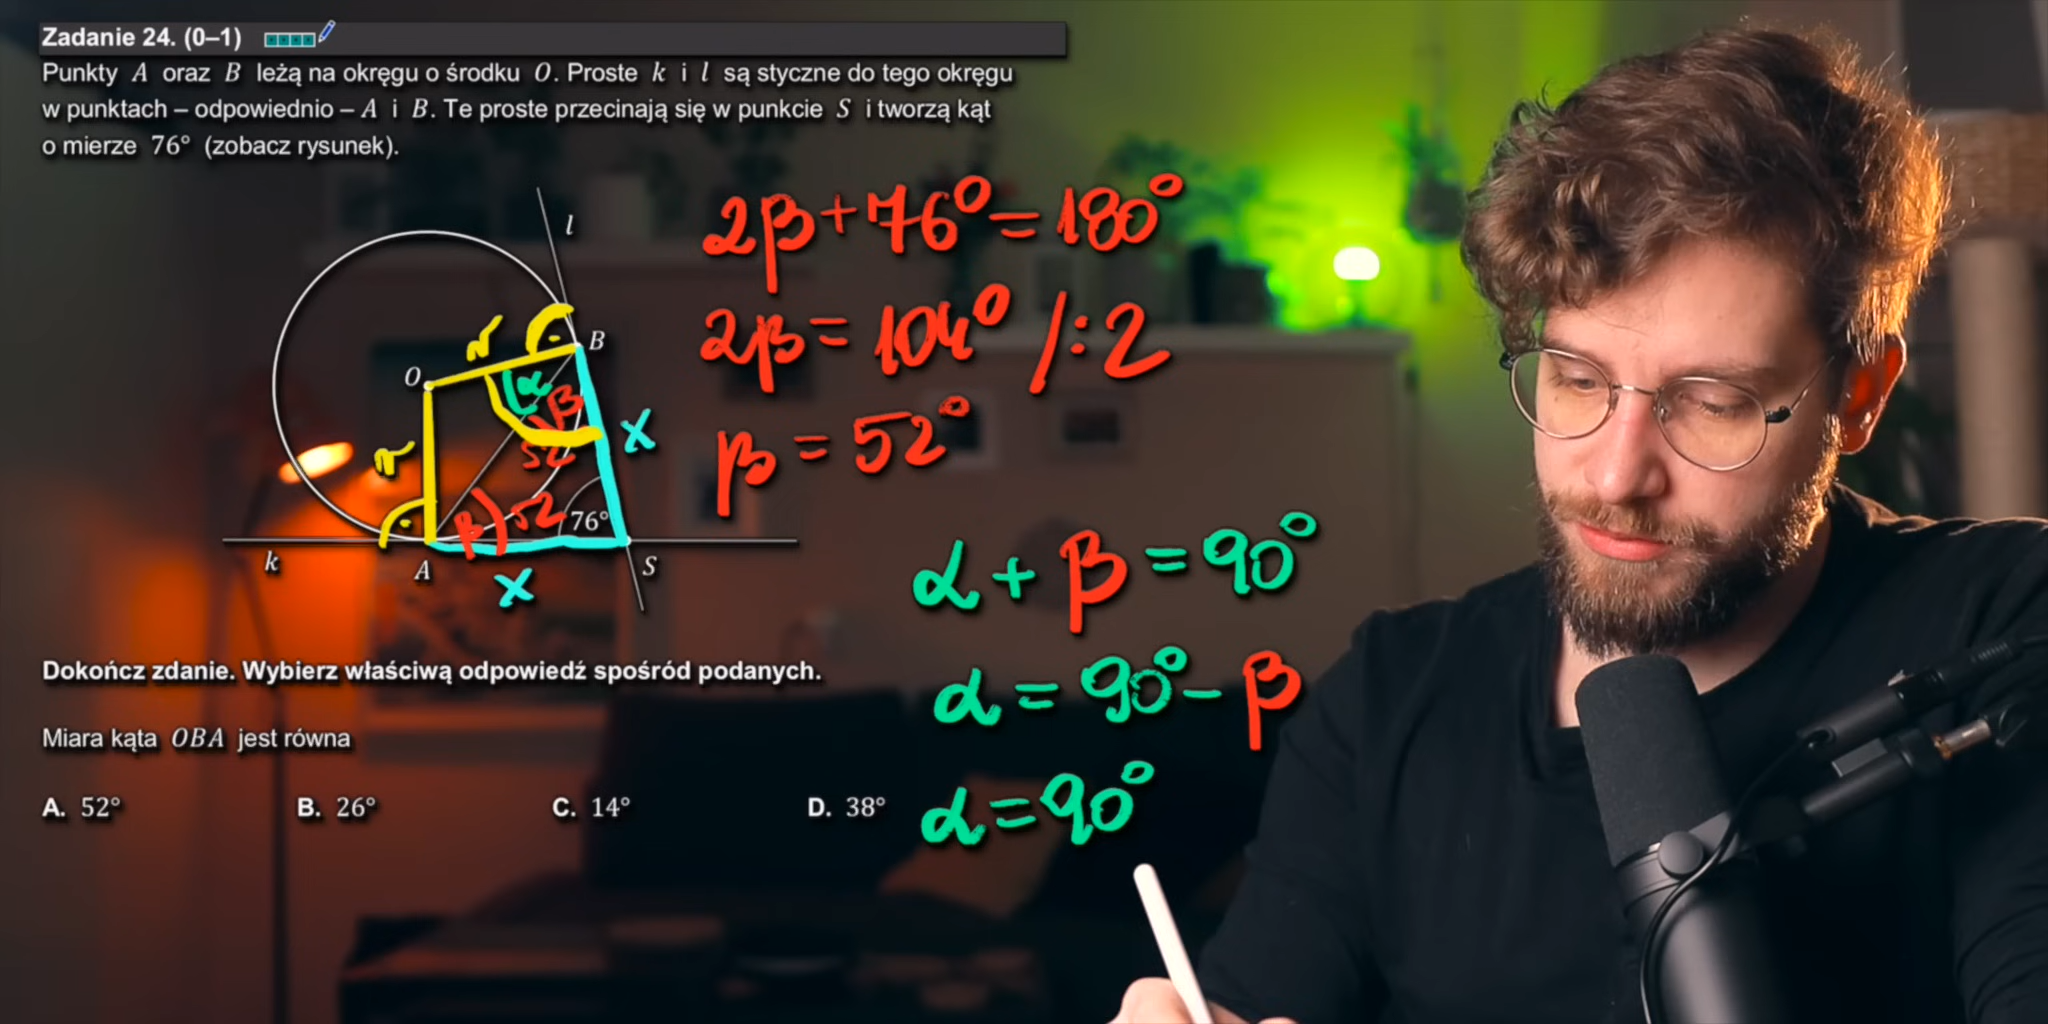 Zadanie 24. (0–1)
Punkty A oraz B leżą na okręgu o środku O. Proste k i l są styczne do tego okręgu
w punktach – odpowiednio – A i B. Te proste przecinają się w punkcie S i tworzą kąt
o mierze 76° (zobacz rysunek).
l
r
B
O
α
β
x
r
52
β
52
76°
k
A
S
x
2β+76°=180°
2β=104° /:2
β=52°
α+β=90°
α=90°-β
α=90°
Dokończ zdanie. Wybierz właściwą odpowiedź spośród podanych.
Miara kąta OBA jest równa
A. 52° B. 26° C. 14° D. 38°